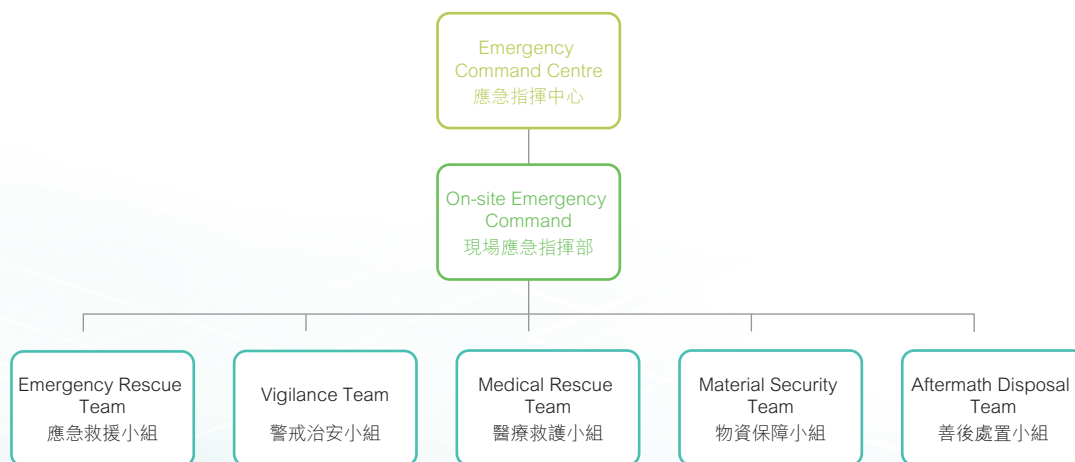 Emergency
Command Centre
應急指揮中心
On-site Emergency
Command
現場應急指揮部
Emergency Rescue
Team
應急救援小組
Vigilance Team
警戒治安小組
Medical Rescue
Team
醫療救護小組
Material Security
Team
物資保障小組
Aftermath Disposal
Team
善後處置小組